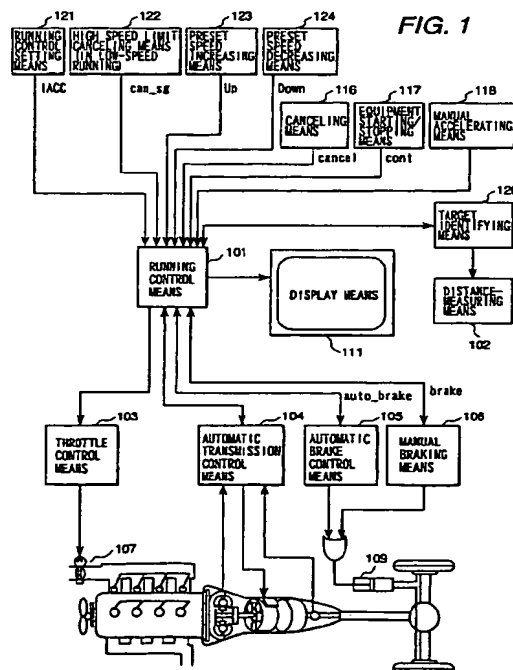 FIG. 1
121
122
123
124
RUNNING
CONTROL
SETTING
MEANS
HIGH SPEED LIMIT
CANCELING MEANS
(IN LOW-SPEED
RUNNING)
PRESET
SPEED
INCREASING
MEANS
PRESET
SPEED
DECREASING
MEANS
IACC
can_sg
Up
Down
116
117
118
CANCELING
MEANS
EQUIPMENT
STARTING/
STOPPING
MEANS
MANUAL
ACCELERATING
MEANS
cancel
cont
120
TARGET
IDENTIFYING
MEANS
101
RUNNING
CONTROL
MEANS
DISPLAY MEANS
111
DISTANCE-
MEASURING
MEANS
102
auto_brake
brake
103
104
105
106
THROTTLE
CONTROL
MEANS
AUTOMATIC
TRANSMISSION
CONTROL
MEANS
AUTOMATIC
BRAKE
CONTROL
MEANS
MANUAL
BRAKING
MEANS
107
109